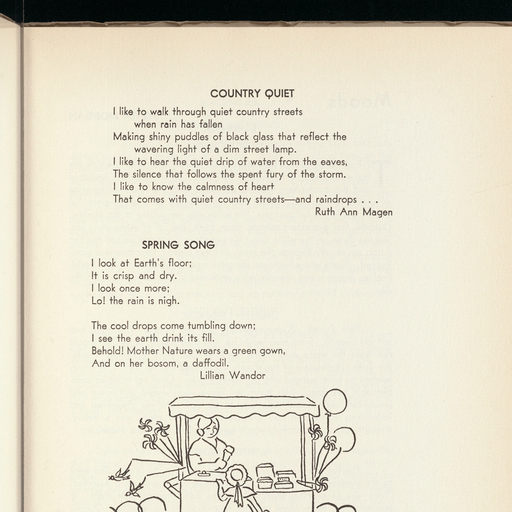 COUNTRY QUIET
I like to walk through quiet country streets
when rain has fallen
Making shiny puddles of black glass that reflect the
wavering light of a dim street lamp.
I like to hear the quiet drip of water from the eaves,
The silence that follows the spent fury of the storm.
I like to know the calmness of heart
That comes with quiet country streets—and raindrops . . .
Ruth Ann Magen
SPRING SONG
I look at Earth's floor;
It is crisp and dry.
I look once more;
Lo! the rain is nigh.
The cool drops come tumbling down;
I see the earth drink its fill.
Behold! Mother Nature wears a green gown,
And on her bosom, a daffodil.
Lillian Wandor